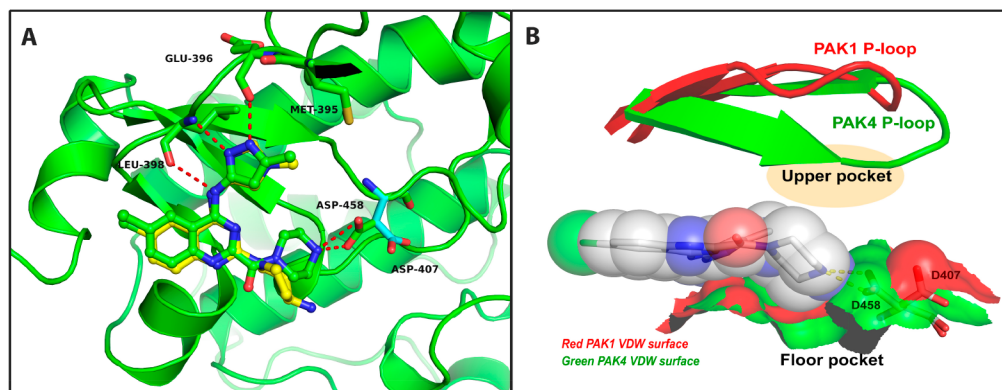 A
GLU-396
MET-395
LEU-398
ASP-458
ASP-407
B
PAK1 P-loop
PAK4 P-loop
Upper pocket
D407
D458
Red PAK1 VDW surface
Green PAK4 VDW surface
Floor pocket